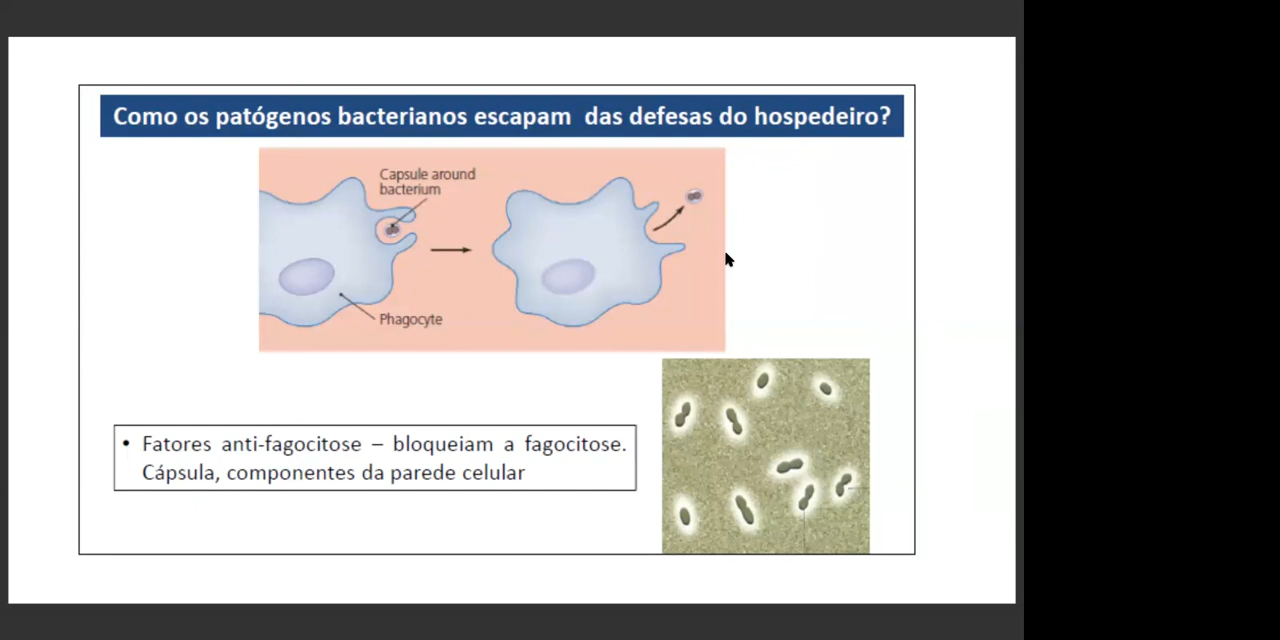 Como os patógenos bacterianos escapam das defesas do hospedeiro?
Capsule around
bacterium
Phagocyte
• Fatores anti-fagocitose – bloqueiam a fagocitose.
Cápsula, componentes da parede celular